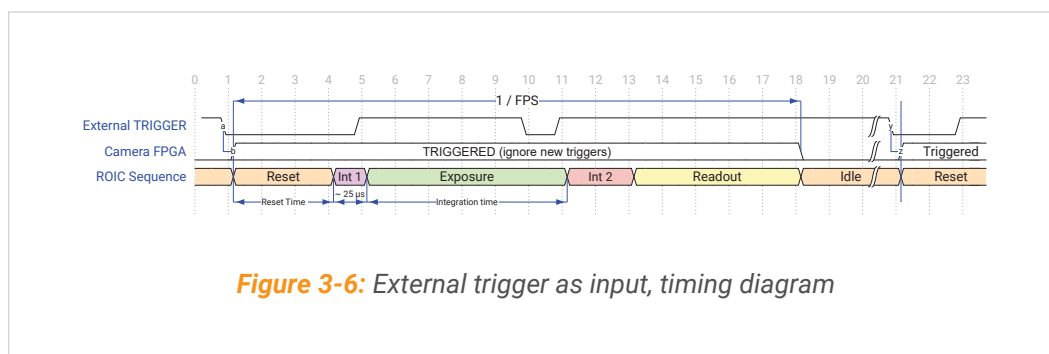 0 1 2 3 4 5 6 7 8 9 10 11 12 13 14 15 16 17 18 19 20 21 22 23
1 / FPS
External TRIGGER a y
Camera FPGA b TRIGGERED (ignore new triggers) z Triggered
ROIC Sequence Reset Int 1 Exposure Int 2 Readout Idle Reset
Reset Time ~ 25 µs Integration time
Figure 3-6: External trigger as input, timing diagram